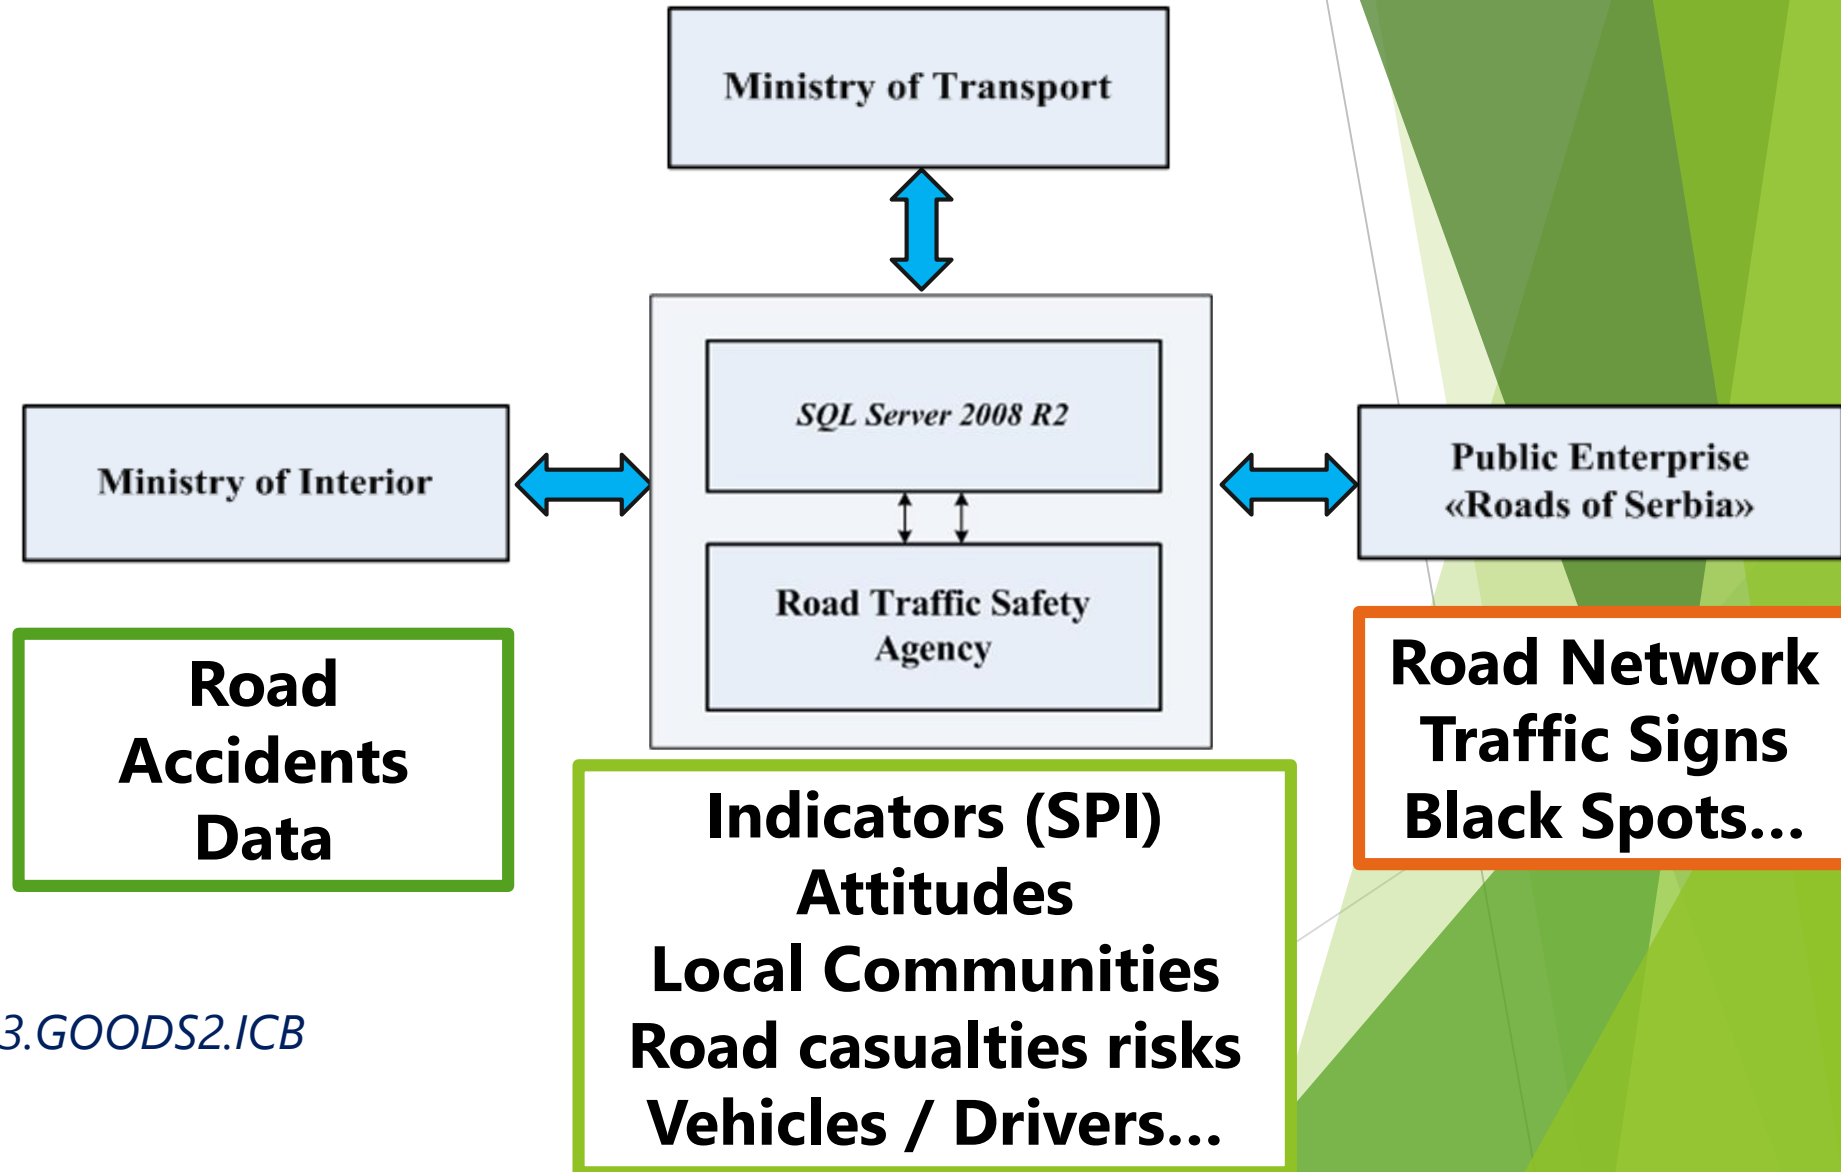 Ministry of Transport
SQL Server 2008 R2
Ministry of Interior
Public Enterprise
«Roads of Serbia»
Road Traffic Safety
Agency
Road
Accidents
Data
Road Network
Traffic Signs
Black Spots...
Indicators (SPI)
Attitudes
Local Communities
Road casualties risks
Vehicles / Drivers...
3.GOODS2.ICB